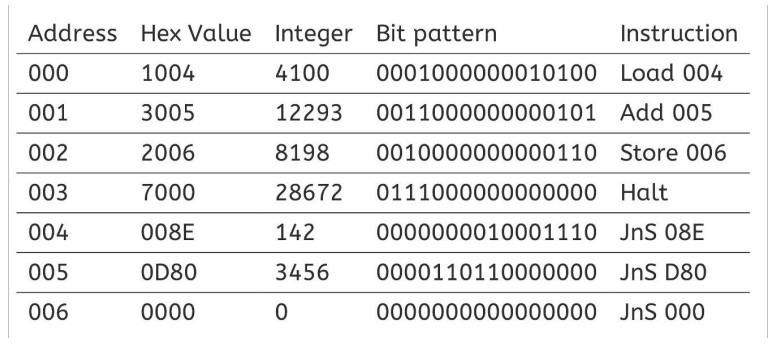 Address Hex Value Integer Bit pattern Instruction
000 1004 4100 0001000000010100 Load 004
001 3005 12293 0011000000000101 Add 005
002 2006 8198 0010000000000110 Store 006
003 7000 28672 0111000000000000 Halt
004 008E 142 0000000010001110 JnS 08E
005 0D80 3456 0000110110000000 JnS D80
006 0000 0 0000000000000000 JnS 000